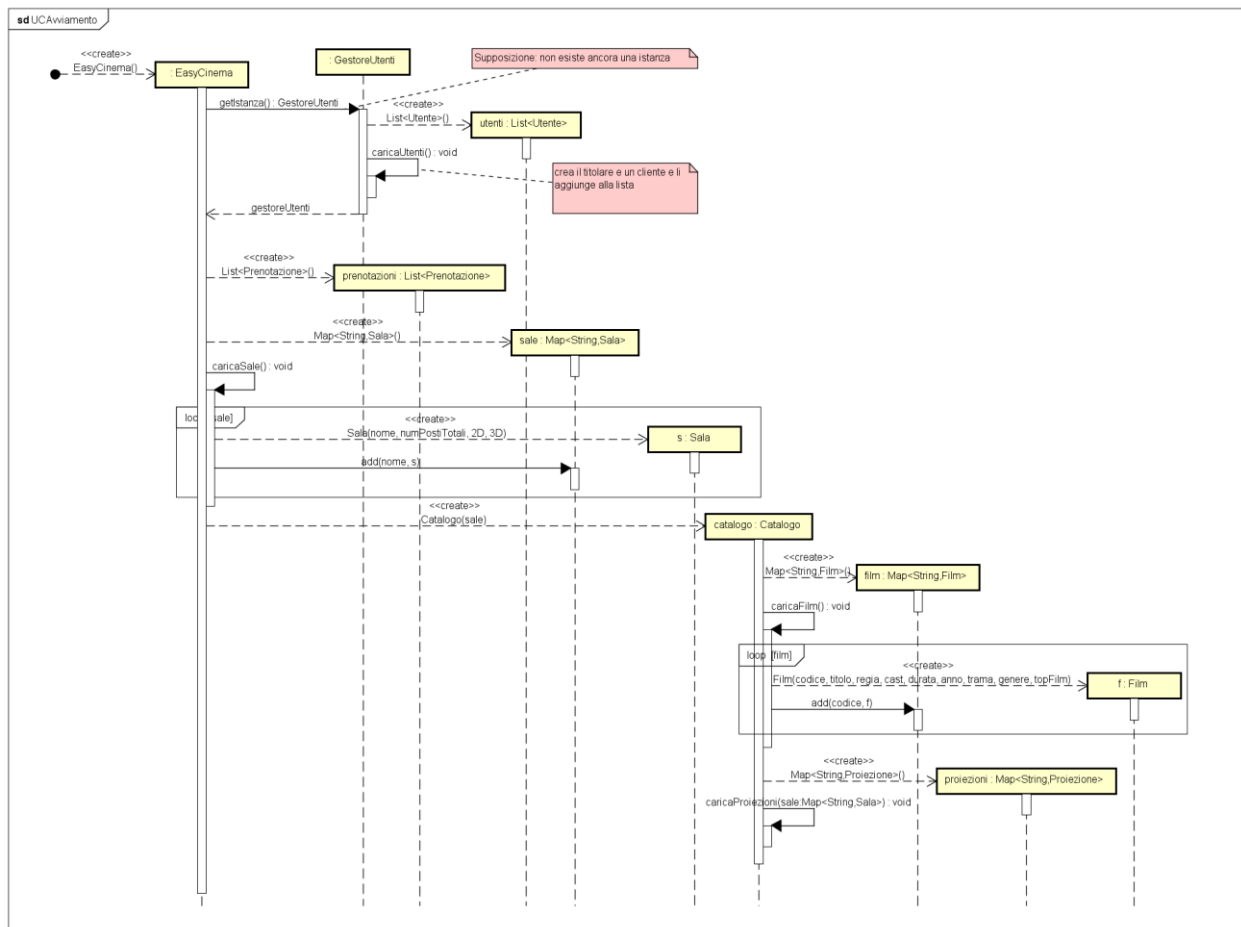 sd UCAvviamento
<<create>>
EasyCinema()
: EasyCinema
: GestoreUtenti
Supposizione: non esiste ancora una istanza
getIstanza() : GestoreUtenti
<<create>>
List<Utente>()
utenti : List<Utente>
caricaUtenti() : void
crea il titolare e un cliente e li
aggiunge alla lista
gestoreUtenti
<<create>>
List<Prenotazione>()
prenotazioni : List<Prenotazione>
<<create>>
Map<String,Sala>()
sale : Map<String,Sala>
caricaSale() : void
loop [sale]
<<create>>
Sala(nome, numPostiTotali, 2D, 3D)
s : Sala
add(nome, s)
<<create>>
Catalogo(sale)
catalogo : Catalogo
<<create>>
Map<String,Film>()
film : Map<String,Film>
caricaFilm() : void
loop [film]
<<create>>
Film(codice, titolo, regia, cast, durata, anno, trama, genere, topFilm)
f : Film
add(codice, f)
<<create>>
Map<String,Proiezione>()
proiezioni : Map<String,Proiezione>
caricaProiezioni(sale:Map<String,Sala>) : void